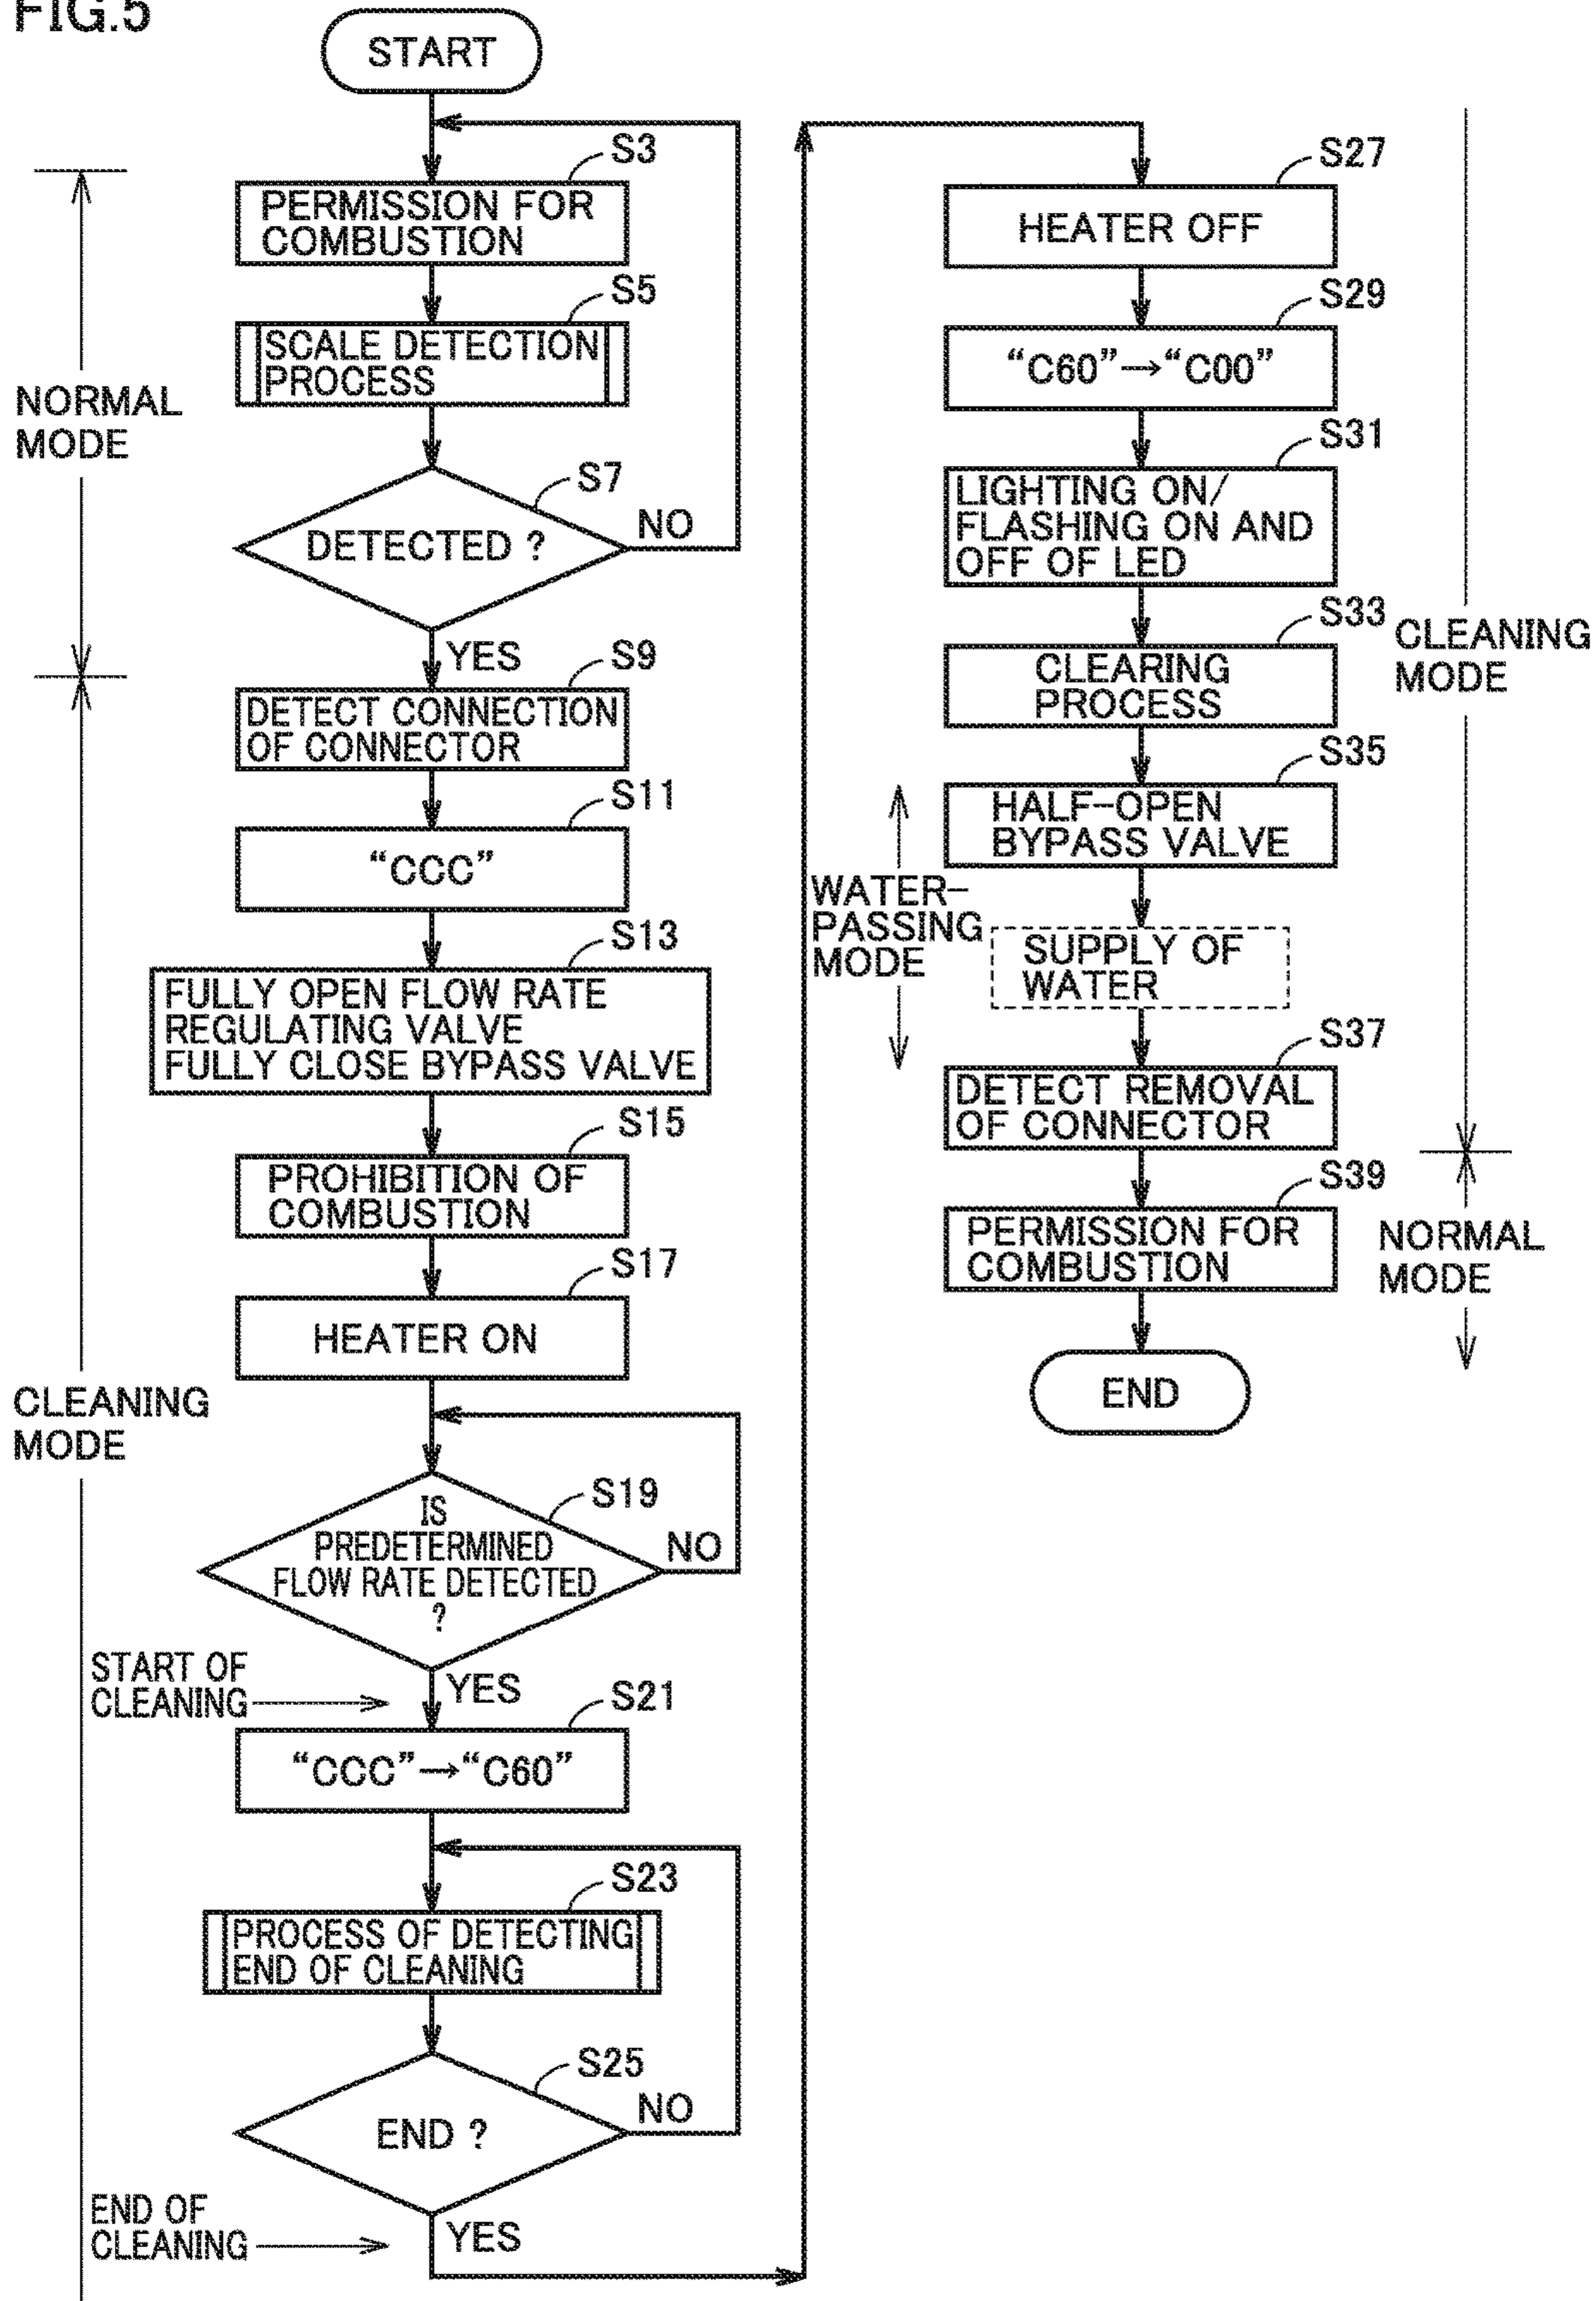 FIG.5
START
S3
PERMISSION FOR
COMBUSTION
S5
SCALE DETECTION
PROCESS
NORMAL
MODE
S7
DETECTED ?
NO
YES
S9
DETECT CONNECTION
OF CONNECTOR
S11
“CCC”
S13
FULLY OPEN FLOW RATE
REGULATING VALVE
FULLY CLOSE BYPASS VALVE
S15
PROHIBITION OF
COMBUSTION
S17
HEATER ON
CLEANING
MODE
S19
IS
PREDETERMINED
FLOW RATE DETECTED
?
NO
START OF
CLEANING
YES
S21
“CCC”→“C60”
S23
PROCESS OF DETECTING
END OF CLEANING
S25
END ?
NO
END OF
CLEANING
YES
S27
HEATER OFF
S29
“C60”→“C00”
S31
LIGHTING ON/
FLASHING ON AND
OFF OF LED
S33
CLEARING
PROCESS
CLEANING
MODE
S35
HALF-OPEN
BYPASS VALVE
WATER-
PASSING
MODE
SUPPLY OF
WATER
S37
DETECT REMOVAL
OF CONNECTOR
S39
PERMISSION FOR
COMBUSTION
NORMAL
MODE
END